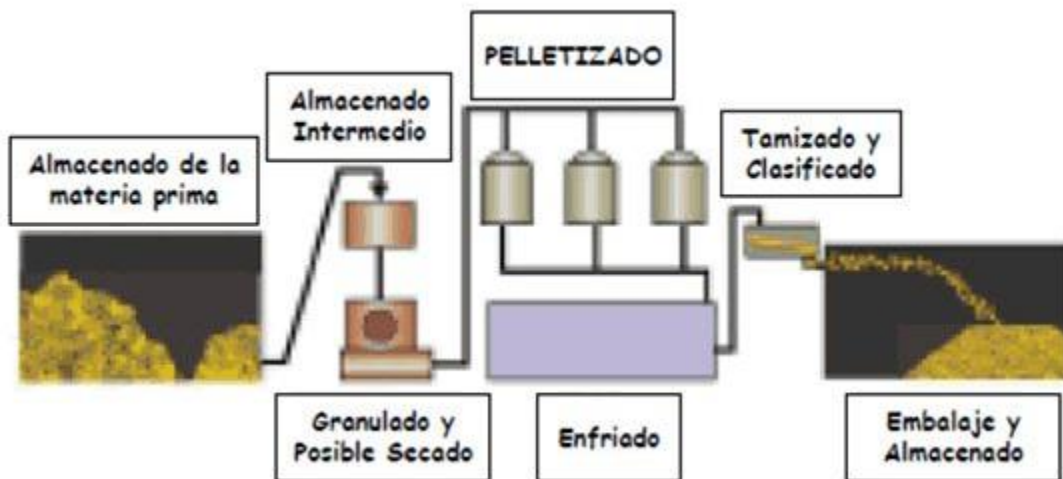 Almacenado de la
materia prima
Almacenado
Intermedio
Granulado y
Posible Secado
PELLETIZADO
Enfriado
Tamizado y
Clasificado
Embalaje y
Almacenado